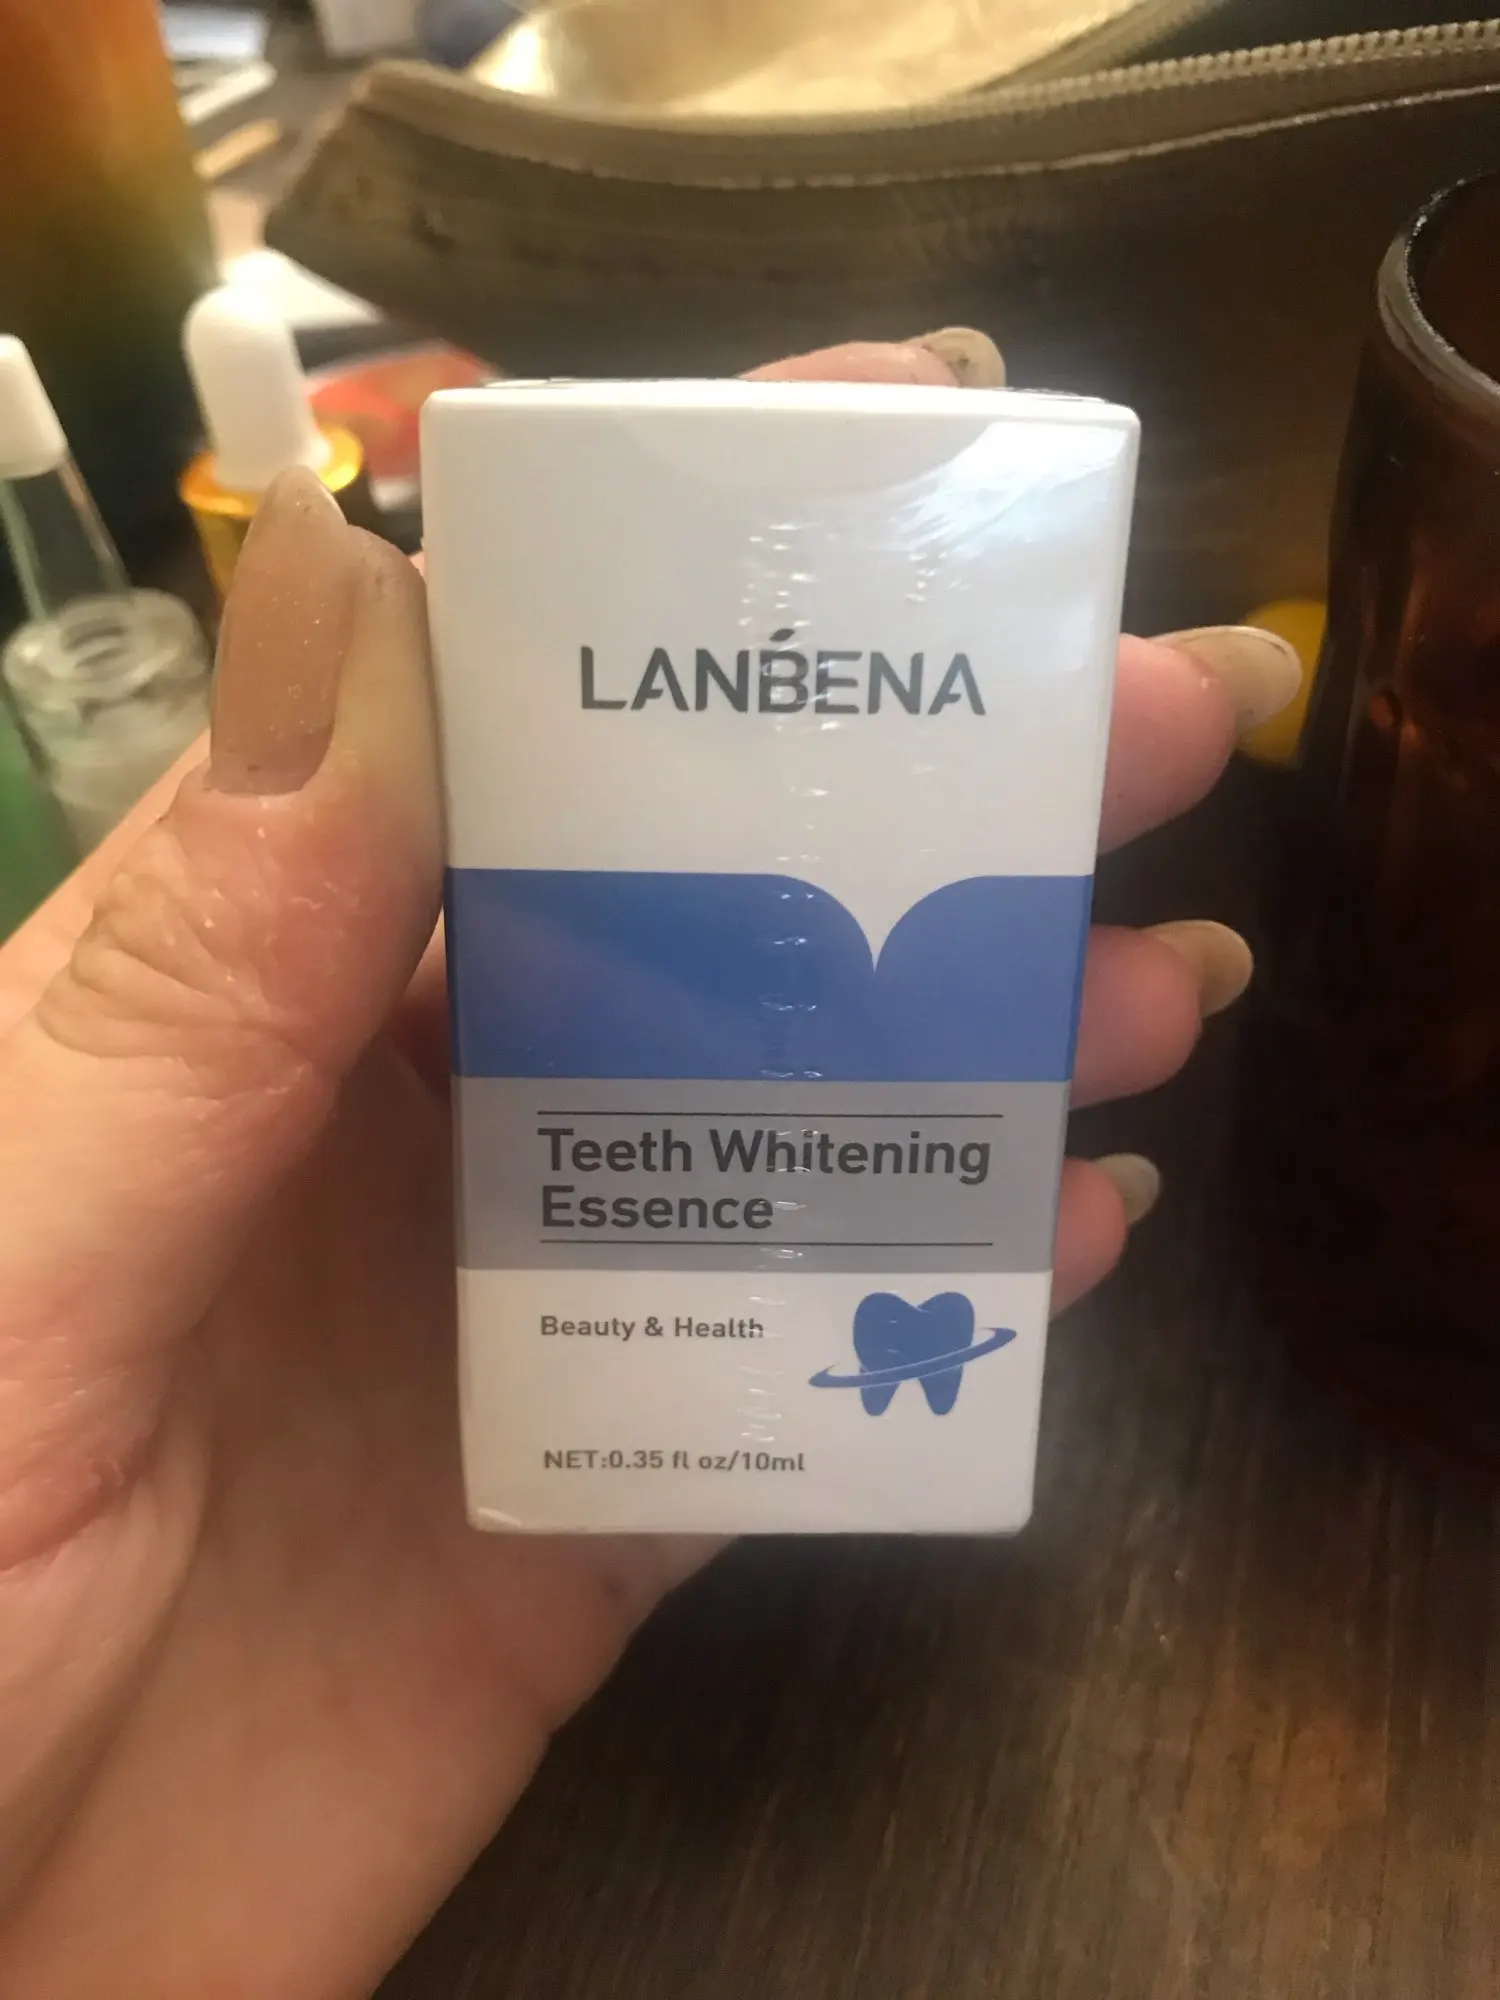 LANBENA
Teeth Whitening
Essence
Beauty & Health
NET:0.35 fl oz/10ml